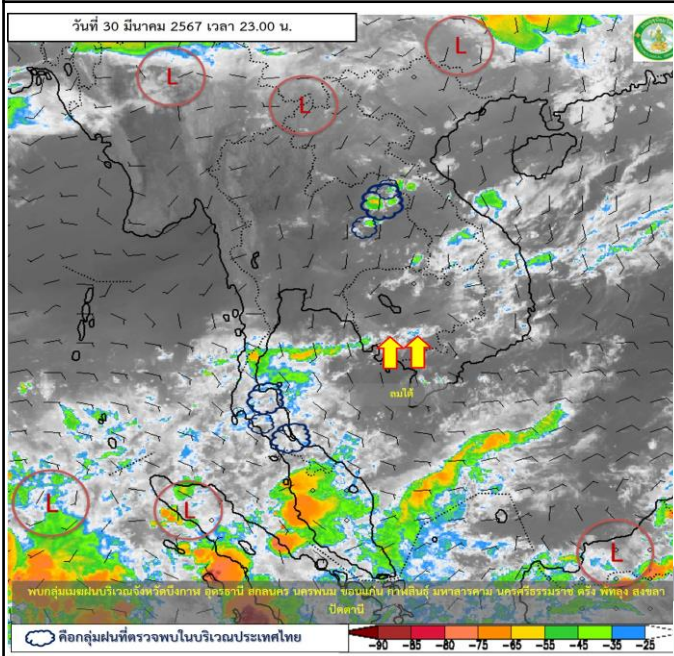 วันที่ 30 มีนาคม 2567 เวลา 23.00 น.
L
L
L
ลมใต้
L
L
L
พบกลุ่มเมฆฝนบริเวณจังหวัดบึงกาฬ อุดรธานี สกลนคร นครพนม ขอนแก่น กาฬสินธุ์ มหาสารคาม นครศรีธรรมราช ตรัง พัทลุง สงขลา
ปัตตานี
คือกลุ่มฝนที่ตรวจพบในบริเวณประเทศไทย
-90 -85 -80 -75 -65 -55 -45 -35 -25